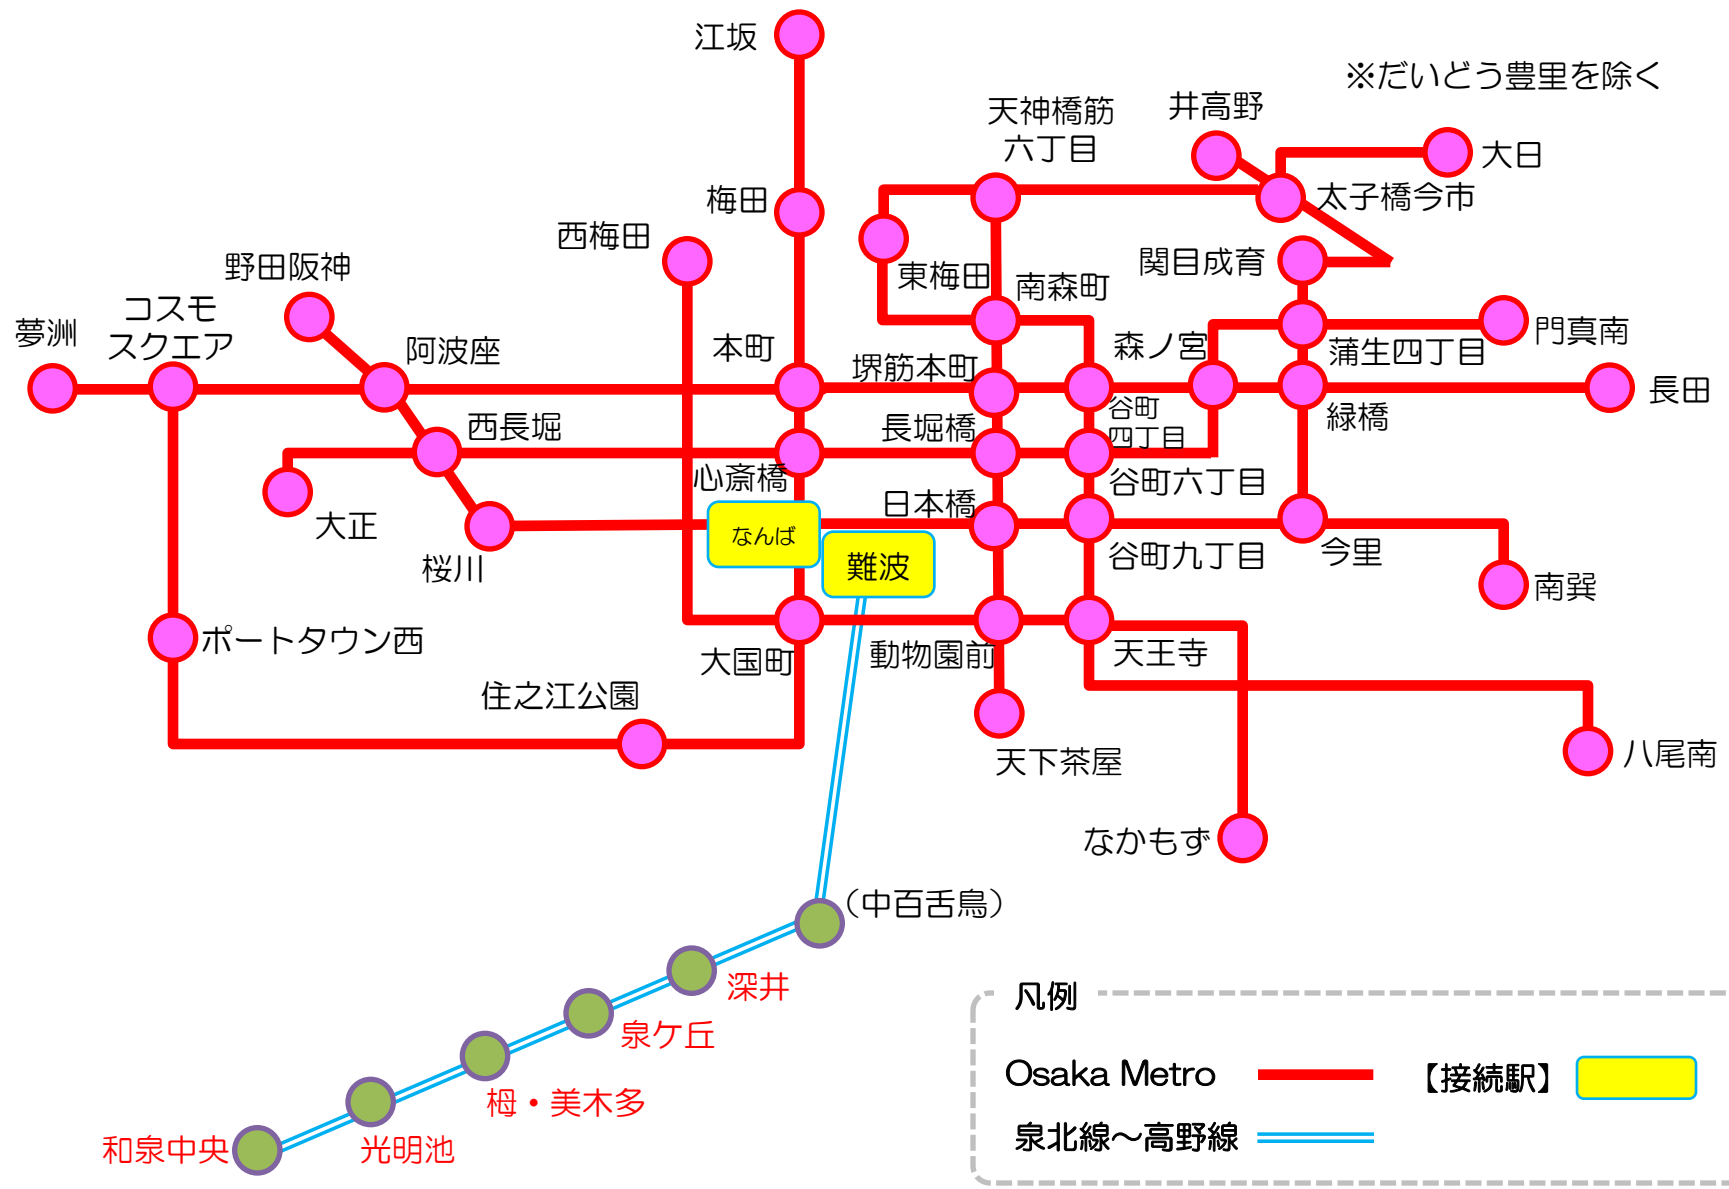 江坂
※だいどう豊里を除く
天神橋筋
六丁目
井高野
大日
梅田
太子橋今市
西梅田
野田阪神
東梅田
関目成育
南森町
コスモ
スクエア
夢洲
阿波座
本町
堺筋本町
森ノ宮
蒲生四丁目
門真南
長田
谷町
四丁目
緑橋
西長堀
長堀橋
心斎橋
谷町六丁目
日本橋
大正
なんば
桜川
難波
谷町九丁目
今里
南巽
ポートタウン西
大国町
動物園前
天王寺
住之江公園
天下茶屋
八尾南
なかもず
（中百舌鳥）
深井
泉ケ丘
栂・美木多
光明池
和泉中央
凡例
Osaka Metro
【接続駅】
泉北線～高野線